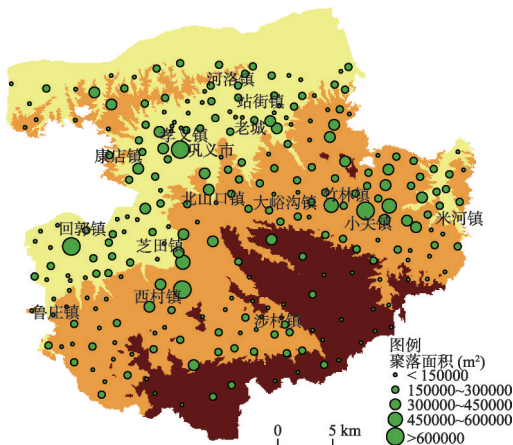 河洛镇
站街镇
老城
孝义镇
巩义市
康店镇
北山口镇
大峪沟镇
竹林镇
小关镇
米河镇
回郭镇
芝田镇
西村镇
鲁庄镇
涉村镇
图例
聚落面积 (m²)
< 150000
150000~300000
300000~450000
450000~600000
>600000
0 5 km